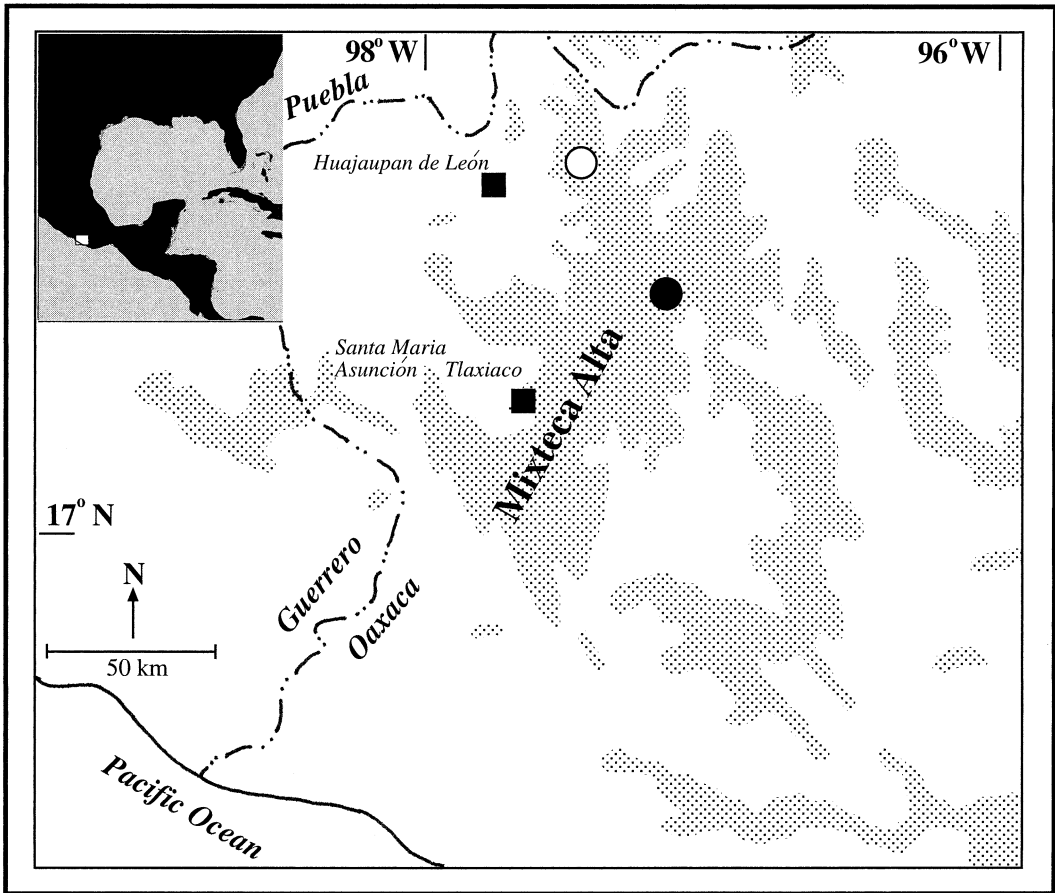 98° W
96° W
Puebla
Huajaupan de León
Santa Maria
Asunción Tlaxiaco
Mixteca Alta
17° N
N
Guerrero
Oaxaca
50 km
Pacific Ocean